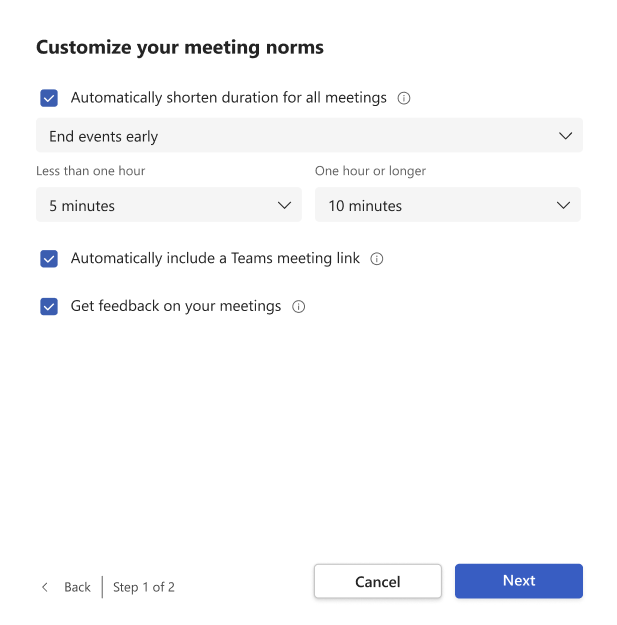 Customize your meeting norms
Automatically shorten duration for all meetings
End events early
Less than one hour One hour or longer
5 minutes 10 minutes
Automatically include a Teams meeting link
Get feedback on your meetings
Back Step 1 of 2 Cancel Next